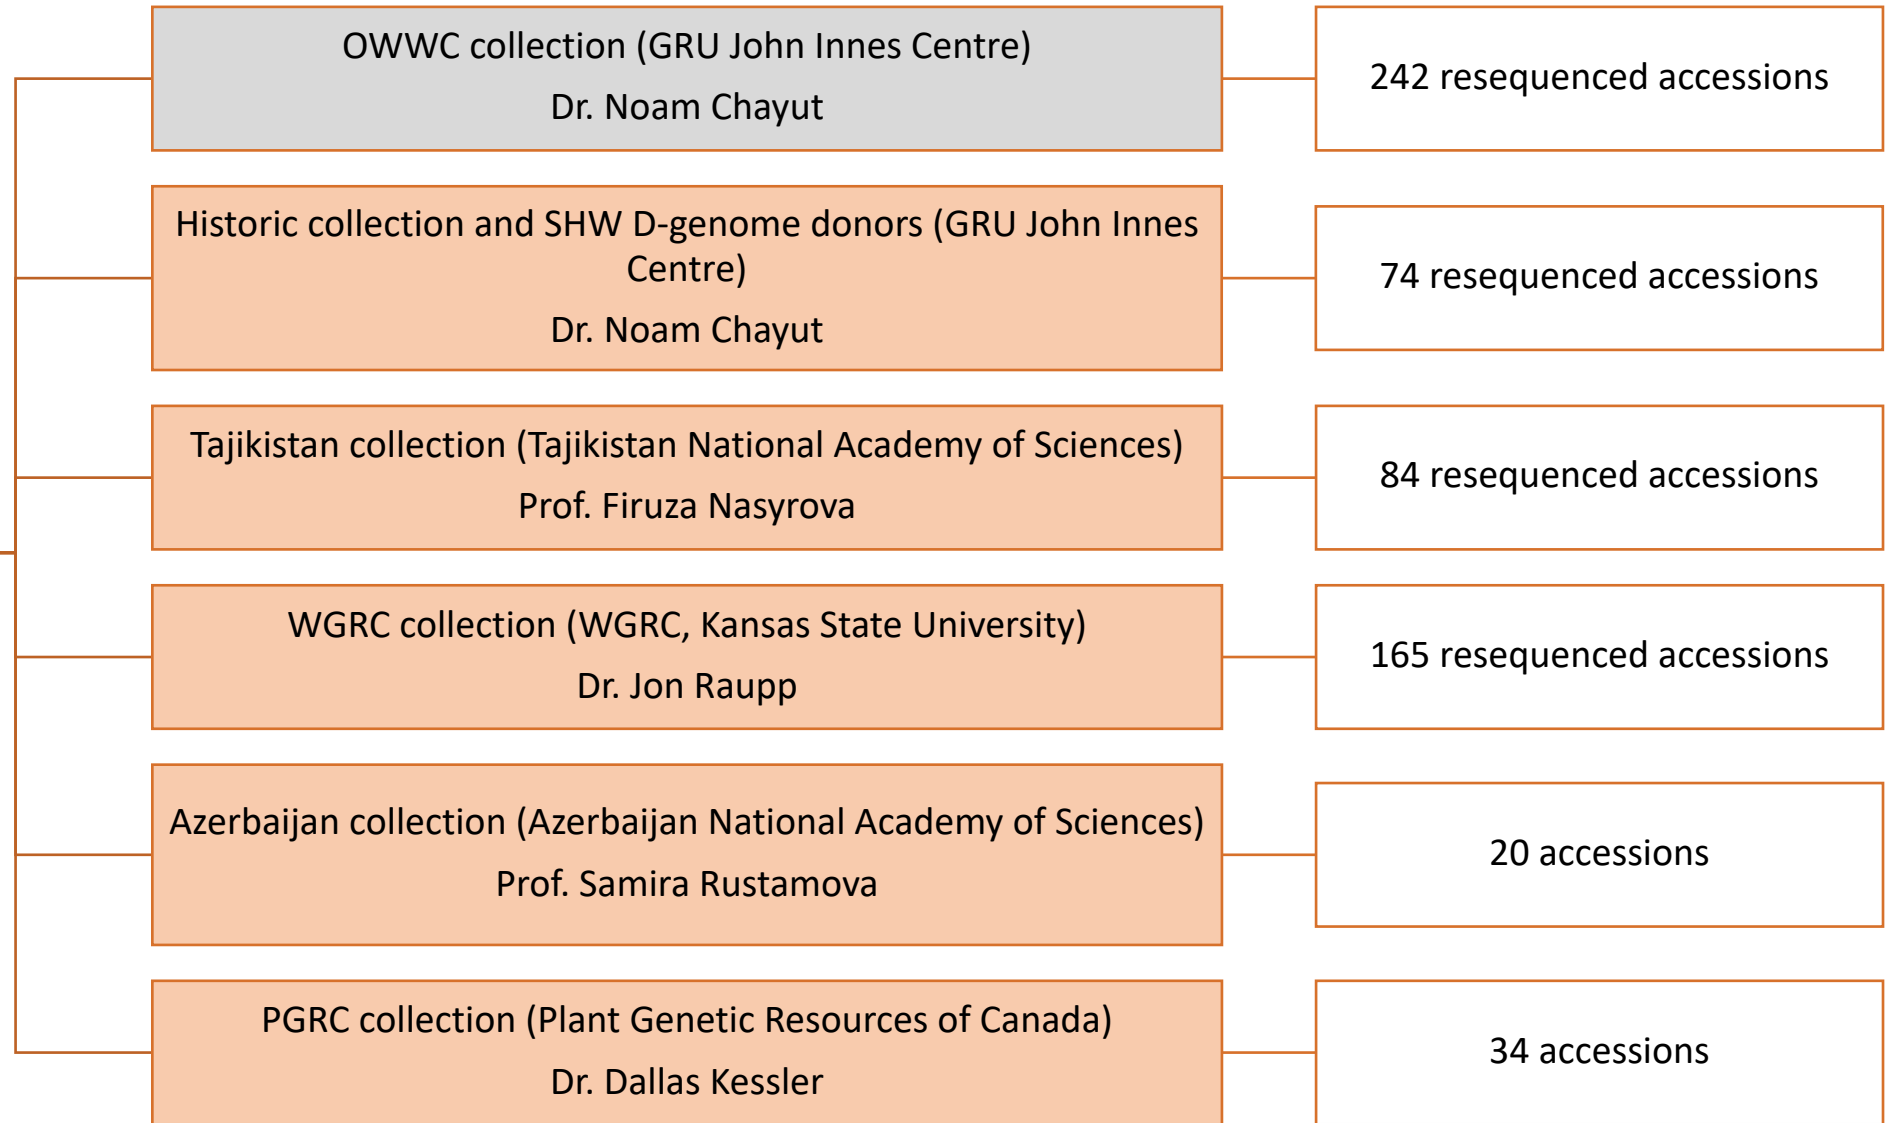 OWWC collection (GRU John Innes Centre)
Dr. Noam Chayut
242 resequenced accessions
Historic collection and SHW D-genome donors (GRU John Innes
Centre)
Dr. Noam Chayut
74 resequenced accessions
Tajikistan collection (Tajikistan National Academy of Sciences)
Prof. Firuza Nasyrova
84 resequenced accessions
WGRC collection (WGRC, Kansas State University)
Dr. Jon Raupp
165 resequenced accessions
Azerbaijan collection (Azerbaijan National Academy of Sciences)
Prof. Samira Rustamova
20 accessions
PGRC collection (Plant Genetic Resources of Canada)
Dr. Dallas Kessler
34 accessions